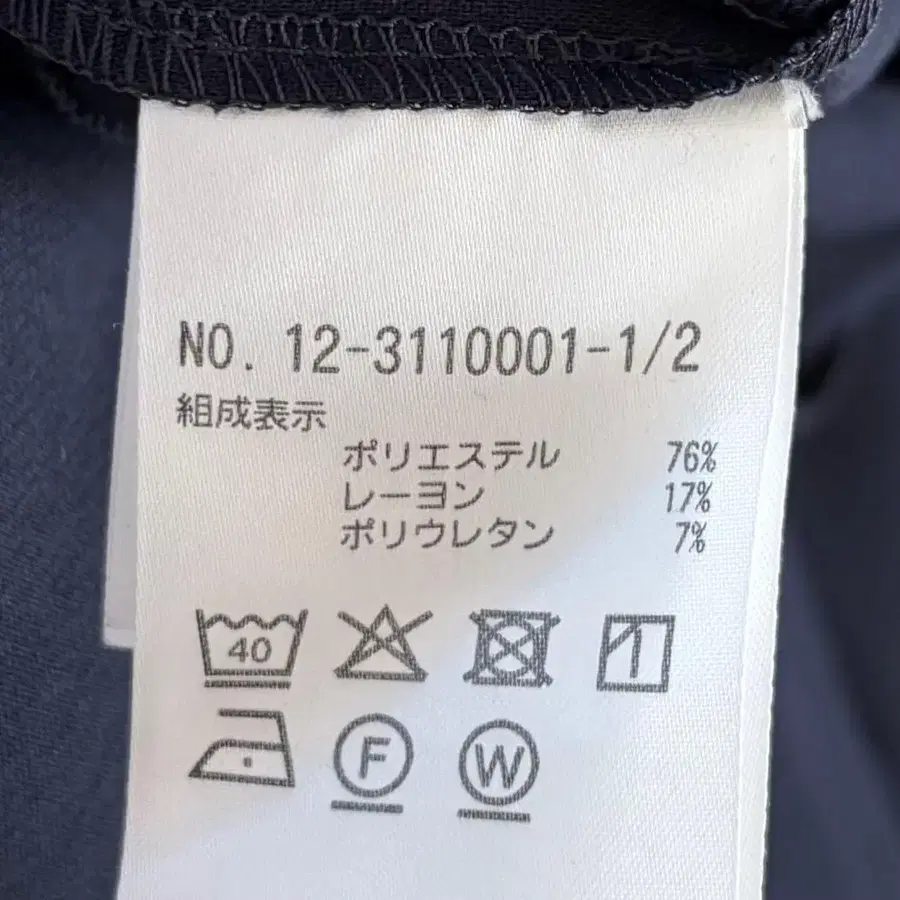 NO. 12-3110001-1/2
組成表示
ポリエステル 76%
レーヨン 17%
ポリウレタン 7%
40
F W